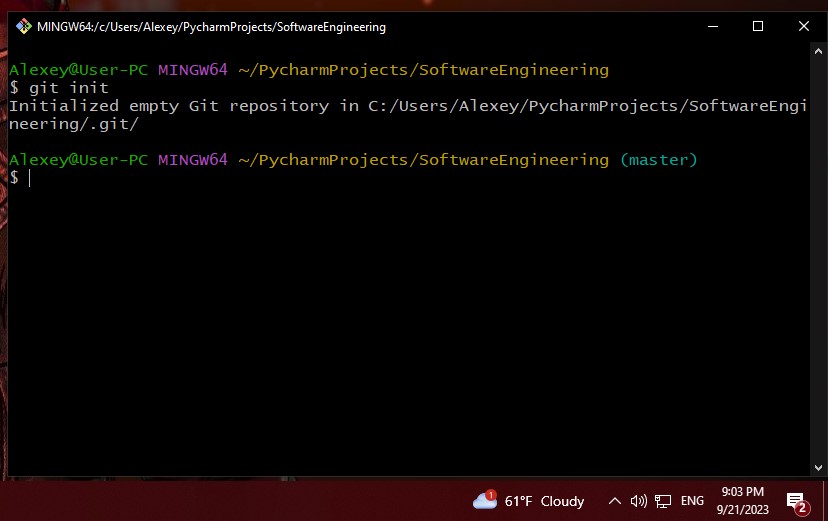 MINGW64:/c/Users/Alexey/PycharmProjects/SoftwareEngineering
Alexey@User-PC MINGW64 ~/PycharmProjects/SoftwareEngineering
$ git init
Initialized empty Git repository in C:/Users/Alexey/PycharmProjects/SoftwareEngi
neering/.git/
Alexey@User-PC MINGW64 ~/PycharmProjects/SoftwareEngineering (master)
$
1
61°F Cloudy
ENG
9:03 PM
9/21/2023
2